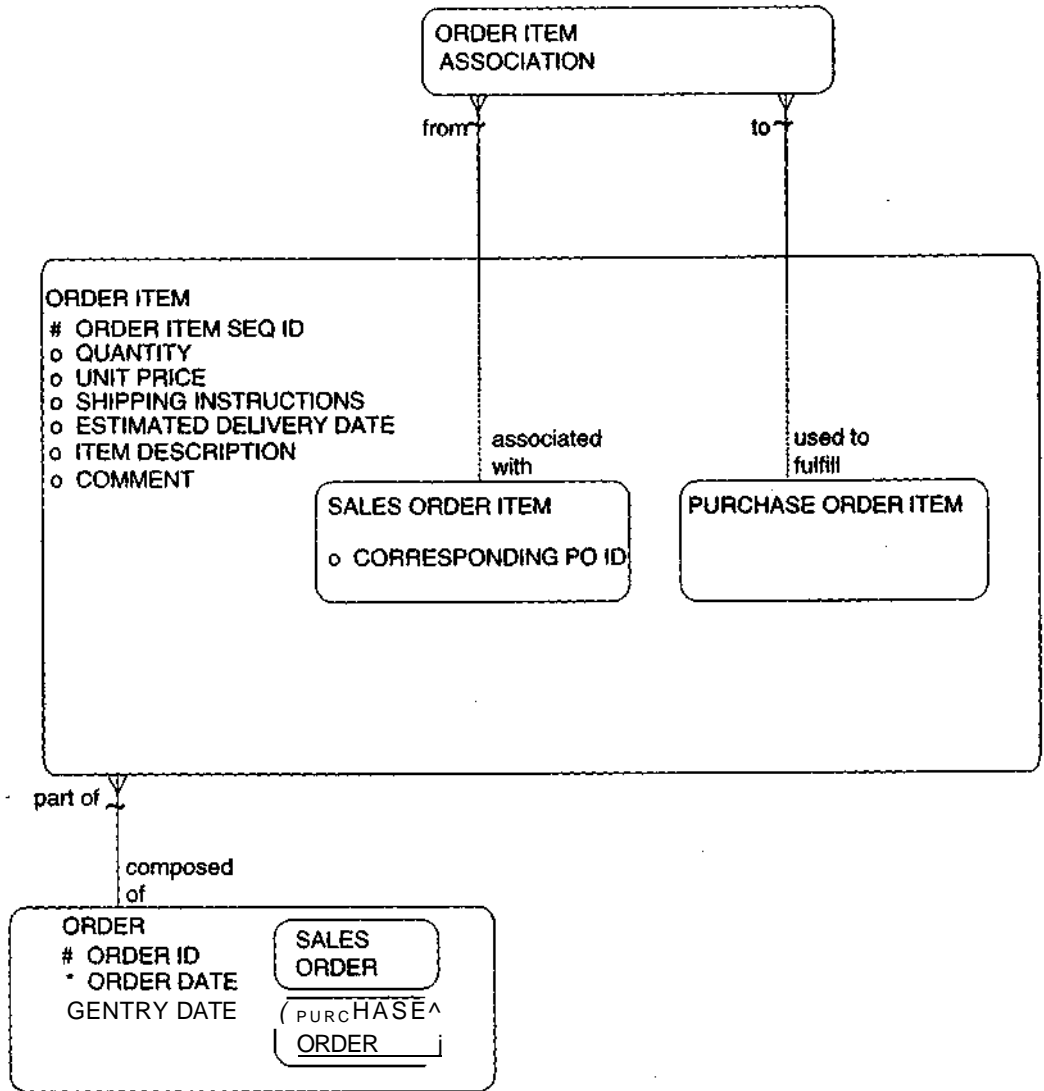 ORDER ITEM
ASSOCIATION
from
to
ORDER ITEM
# ORDER ITEM SEQ ID
o QUANTITY
o UNIT PRICE
o SHIPPING INSTRUCTIONS
o ESTIMATED DELIVERY DATE
o ITEM DESCRIPTION
o COMMENT
associated
with
used to
fulfill
SALES ORDER ITEM
o CORRESPONDING PO ID
PURCHASE ORDER ITEM
part of
composed
of
ORDER
# ORDER ID
* ORDER DATE
GENTRY DATE
SALES
ORDER
( PURCHASE^
ORDER j